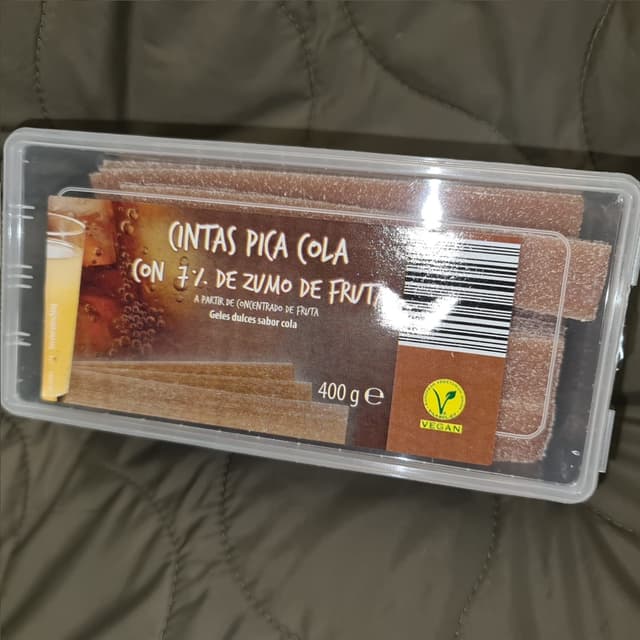 CINTAS PICA COLA
CON 7% DE ZUMO DE FRUTA
A PARTIR DE CONCENTRADO DE FRUTA
Geles dulces sabor cola
400 g ℮
VEGAN